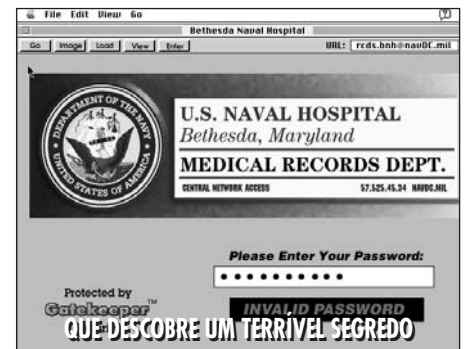 File Edit View Go
Bethesda Naval Hospital
Go Image Load View Enter URL: rcds.bnh@navDC.mil
DEPARTMENT OF THE NAVY
UNITED STATES OF AMERICA
U.S. NAVAL HOSPITAL
Bethesda, Maryland
MEDICAL RECORDS DEPT.
CENTRAL NETWORK ACCESS 57.525.45.34 NAVDC.MIL
Please Enter Your Password:
Protected by
Gatekeeper™
INVALID PASSWORD
QUE DESCOBRE UM TERRÍVEL SEGREDO